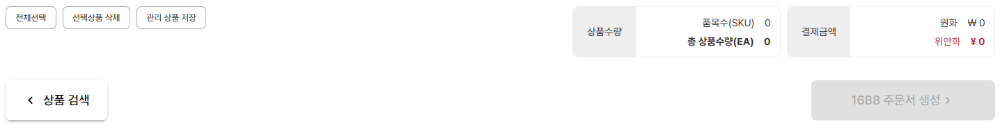 전체선택 선택상품 삭제 관리 상품 저장
상품수량
품목수(SKU) 0
총 상품수량(EA) 0
결제금액
원화 ₩ 0
위안화 ¥ 0
상품 검색
1688 주문서 생성